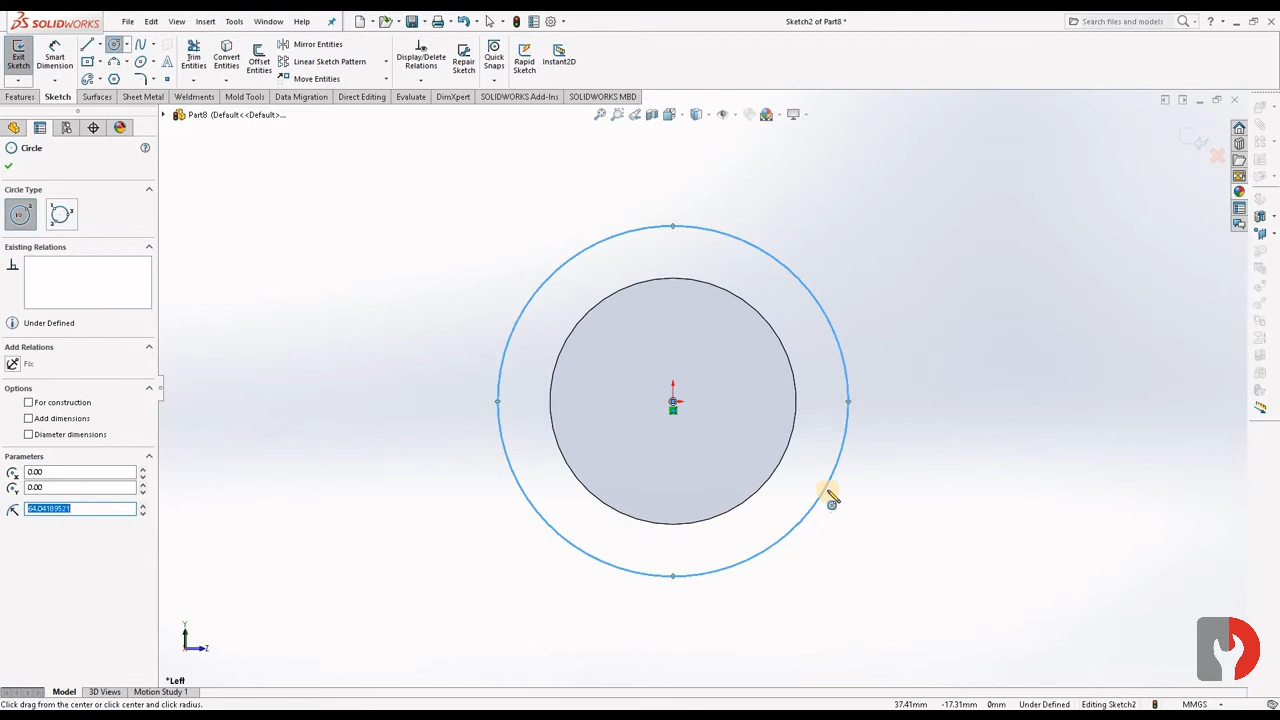 SOLIDWORKS File Edit View Insert Tools Window Help Sketch2 of Part8 * Search files and models
Exit Sketch
Smart Dimension
Trim Entities
Convert Entities
Offset Entities
Mirror Entities
Linear Sketch Pattern
Move Entities
Display/Delete Relations
Repair Sketch
Quick Snaps
Rapid Sketch
Instant2D
Features Sketch Surfaces Sheet Metal Weldments Mold Tools Data Migration Direct Editing Evaluate DimXpert SOLIDWORKS Add-Ins SOLIDWORKS MBD
Part8 (Default<<Default>...
Circle
Circle Type
Existing Relations
Under Defined
Add Relations
Fix
Options
For construction
Add dimensions
Diameter dimensions
Parameters
0.00
0.00
64.04189521
Y
Z
*Left
Model 3D Views Motion Study 1
Click drag from the center or click center and click radius. 37.41mm -17.31mm 0mm Under Defined Editing Sketch2 MMGS